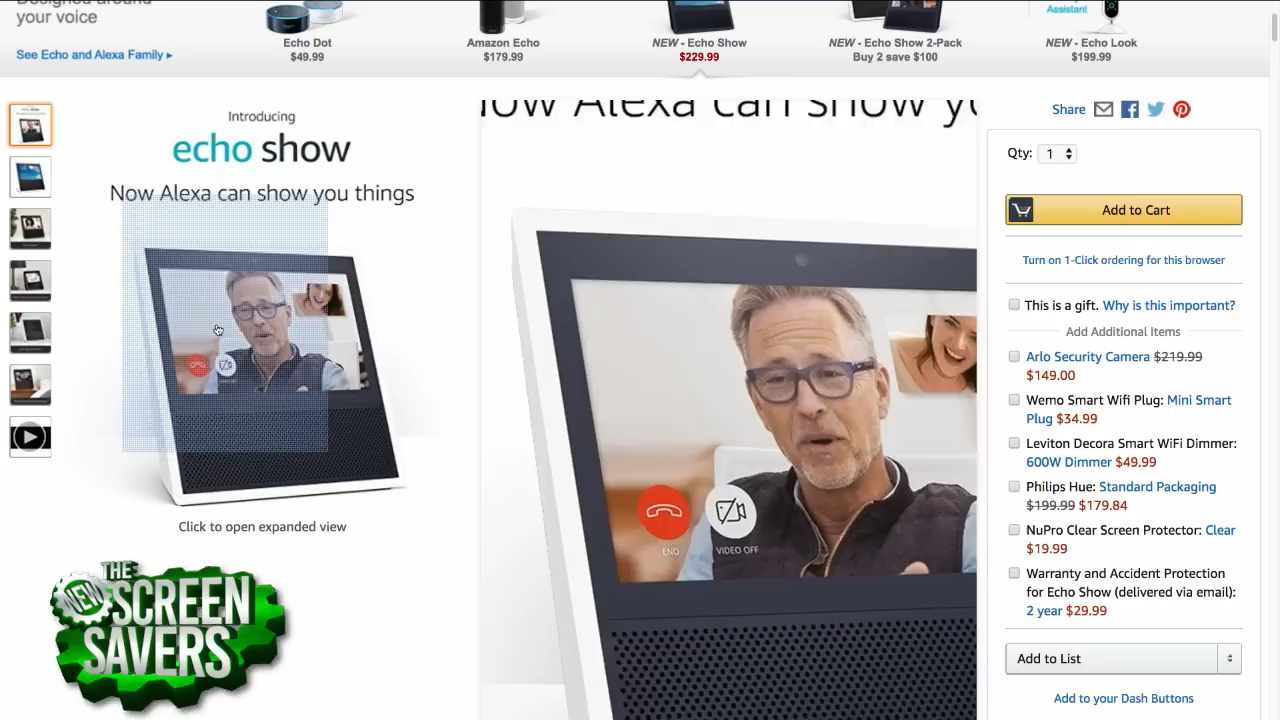 Designed around
your voice
See Echo and Alexa Family ▸
Echo Dot
$49.99
Amazon Echo
$179.99
NEW - Echo Show
$229.99
NEW - Echo Show 2-Pack
Buy 2 save $100
Assistant
NEW - Echo Look
$199.99
Introducing
echo show
Now Alexa can show you things
Click to open expanded view
Now Alexa can show yo
END
VIDEO OFF
Share
Qty: 1
Add to Cart
Turn on 1-Click ordering for this browser
This is a gift. Why is this important?
Add Additional Items
Arlo Security Camera $219.99
$149.00
Wemo Smart Wifi Plug: Mini Smart
Plug $34.99
Leviton Decora Smart WiFi Dimmer:
600W Dimmer $49.99
Philips Hue: Standard Packaging
$199.99 $179.84
NuPro Clear Screen Protector: Clear
$19.99
Warranty and Accident Protection
for Echo Show (delivered via email):
2 year $29.99
Add to List
Add to your Dash Buttons
THE
NEW SCREEN
SAVERS